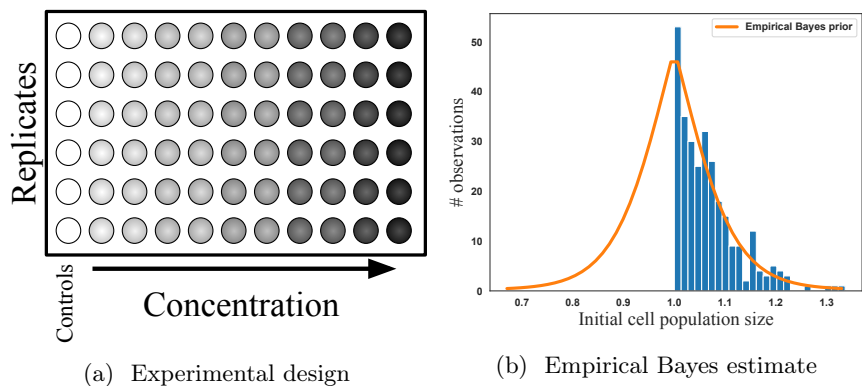 Replicates
Controls
Concentration
(a) Experimental design
Empirical Bayes prior
# observations
50
40
30
20
10
0
0.7 0.8 0.9 1.0 1.1 1.2 1.3
Initial cell population size
(b) Empirical Bayes estimate